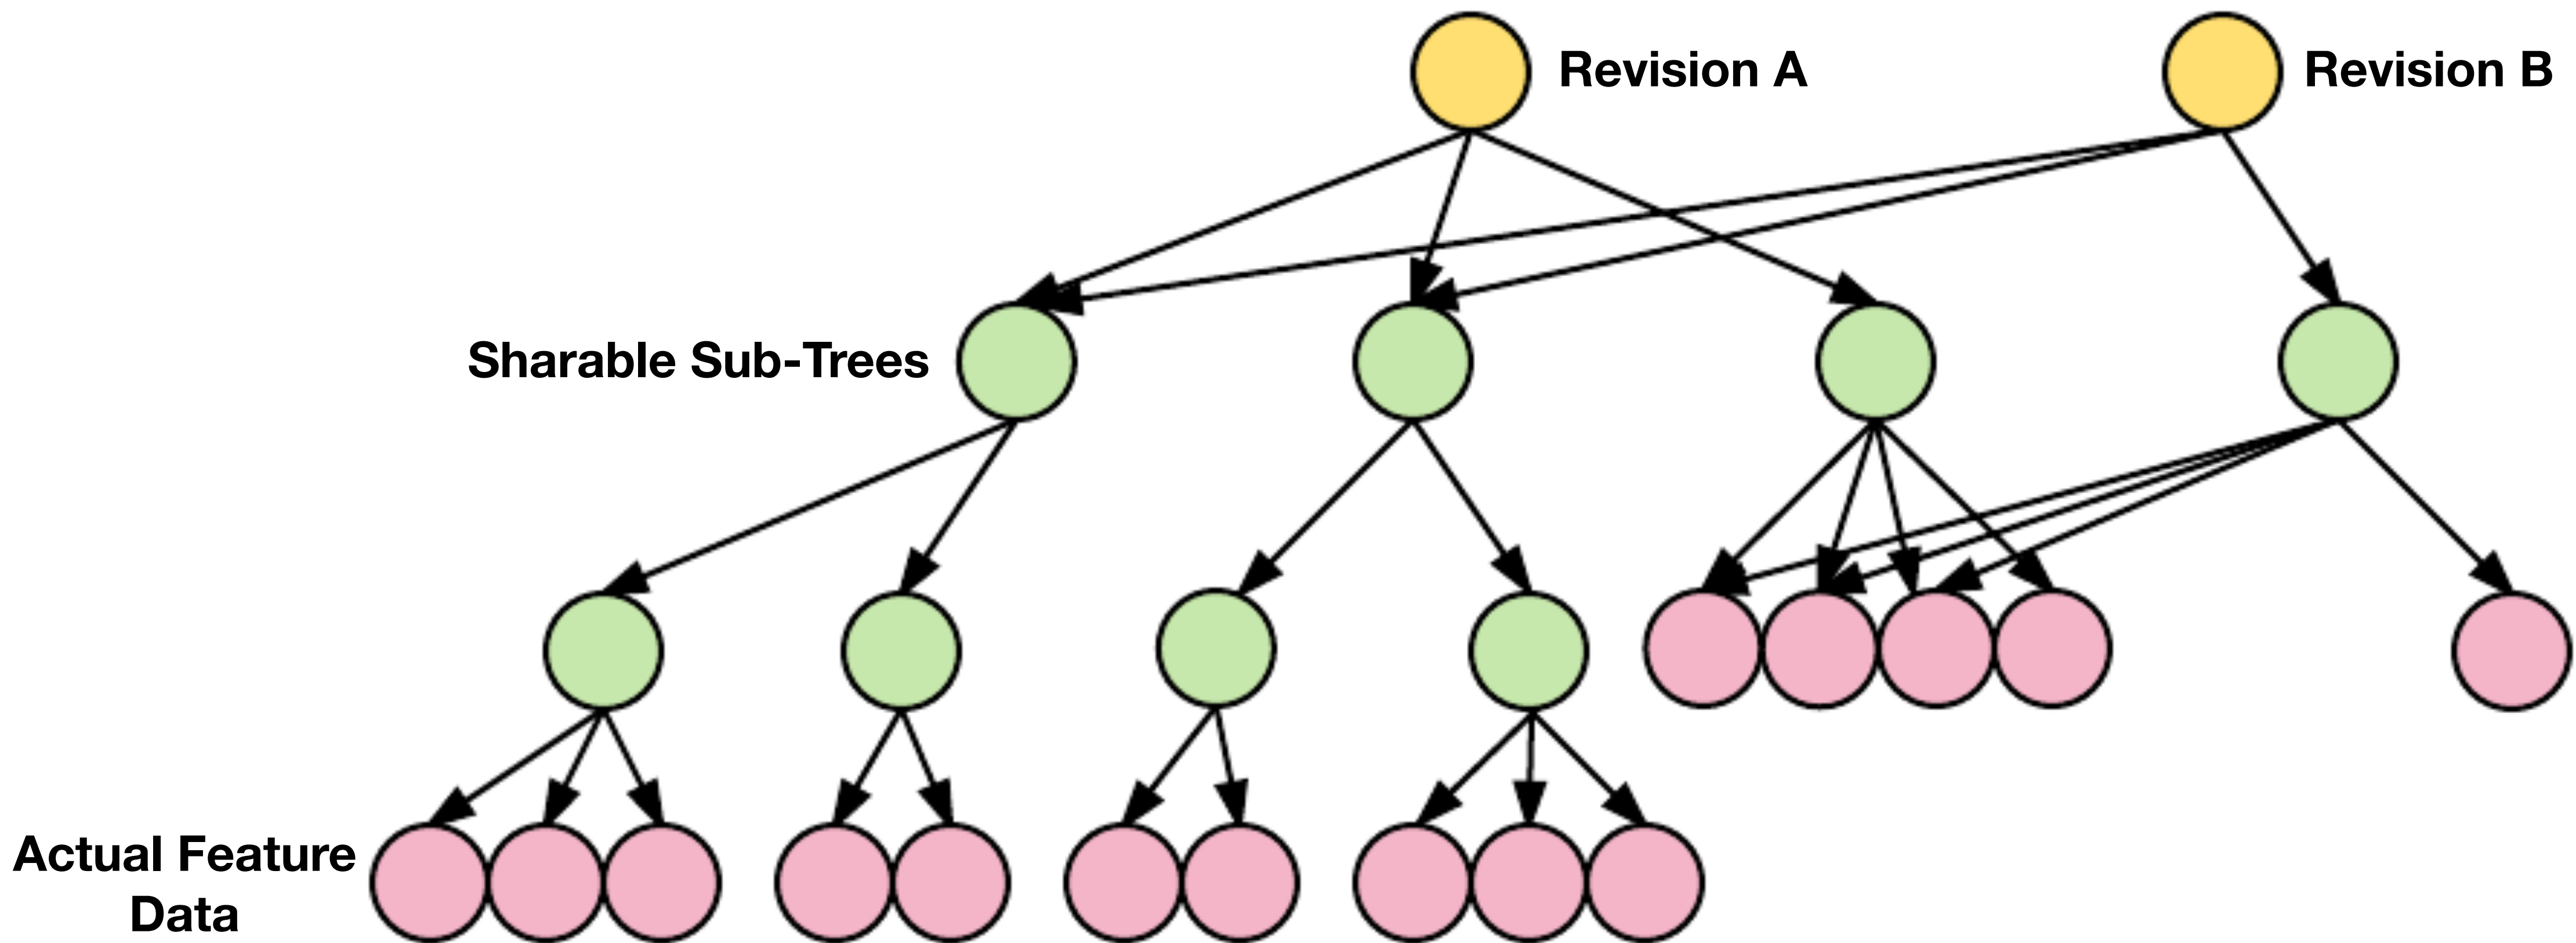 Revision A
Revision B
Sharable Sub-Trees
Actual Feature
Data